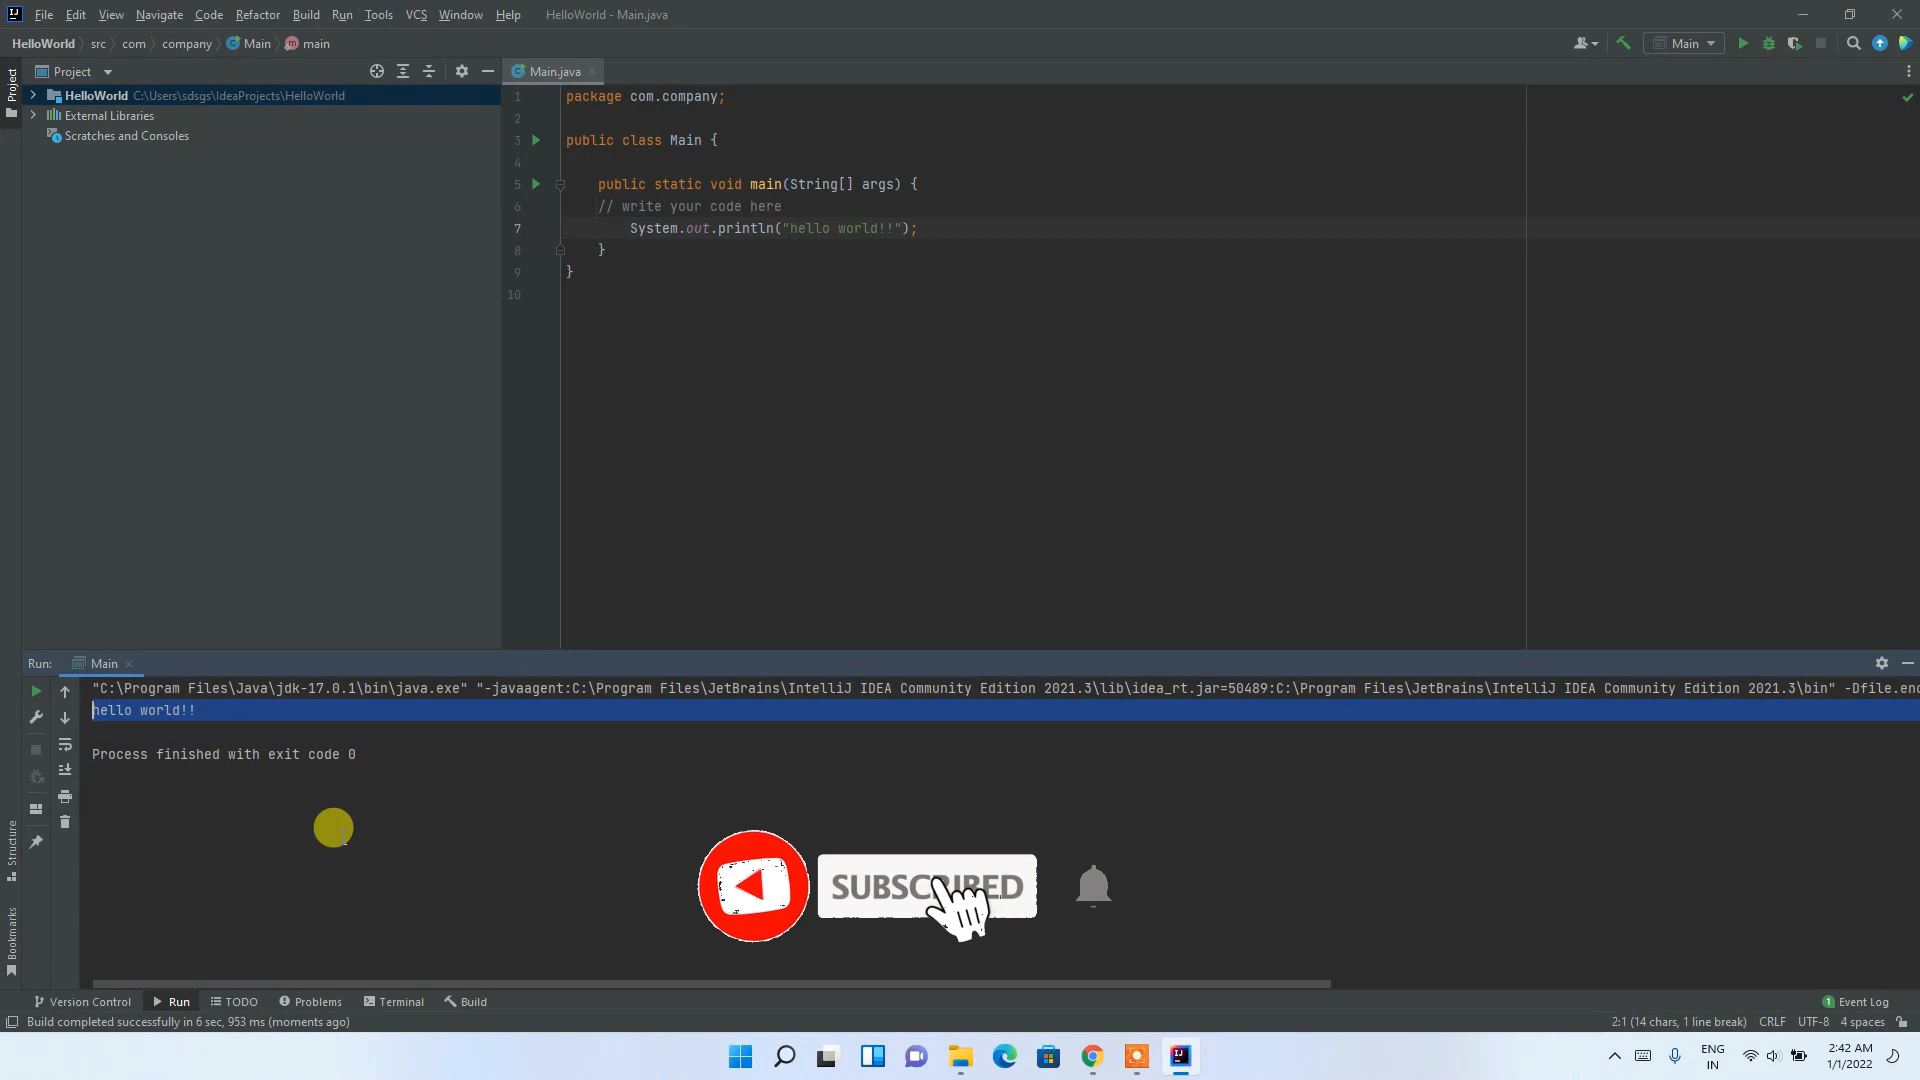 File Edit View Navigate Code Refactor Build Run Tools VCS Window Help HelloWorld - Main.java
HelloWorld src com company Main main
Main
Project
Project
Main.java
HelloWorld C:\Users\sdsgs\IdeaProjects\HelloWorld
External Libraries
Scratches and Consoles
1 package com.company;
2
3 public class Main {
4
5 public static void main(String[] args) {
6 // write your code here
7 System.out.println("hello world!!");
8 }
9 }
10
Run: Main
"C:\Program Files\Java\jdk-17.0.1\bin\java.exe" "-javaagent:C:\Program Files\JetBrains\IntelliJ IDEA Community Edition 2021.3\lib\idea_rt.jar=50489:C:\Program Files\JetBrains\IntelliJ IDEA Community Edition 2021.3\bin" -Dfile.enc
hello world!!
Process finished with exit code 0
Structure
Bookmarks
SUBSCRIBED
Version Control Run TODO Problems Terminal Build
1 Event Log
Build completed successfully in 6 sec, 953 ms (moments ago)
2:1 (14 chars, 1 line break) CRLF UTF-8 4 spaces
ENG
IN
2:42 AM
1/1/2022